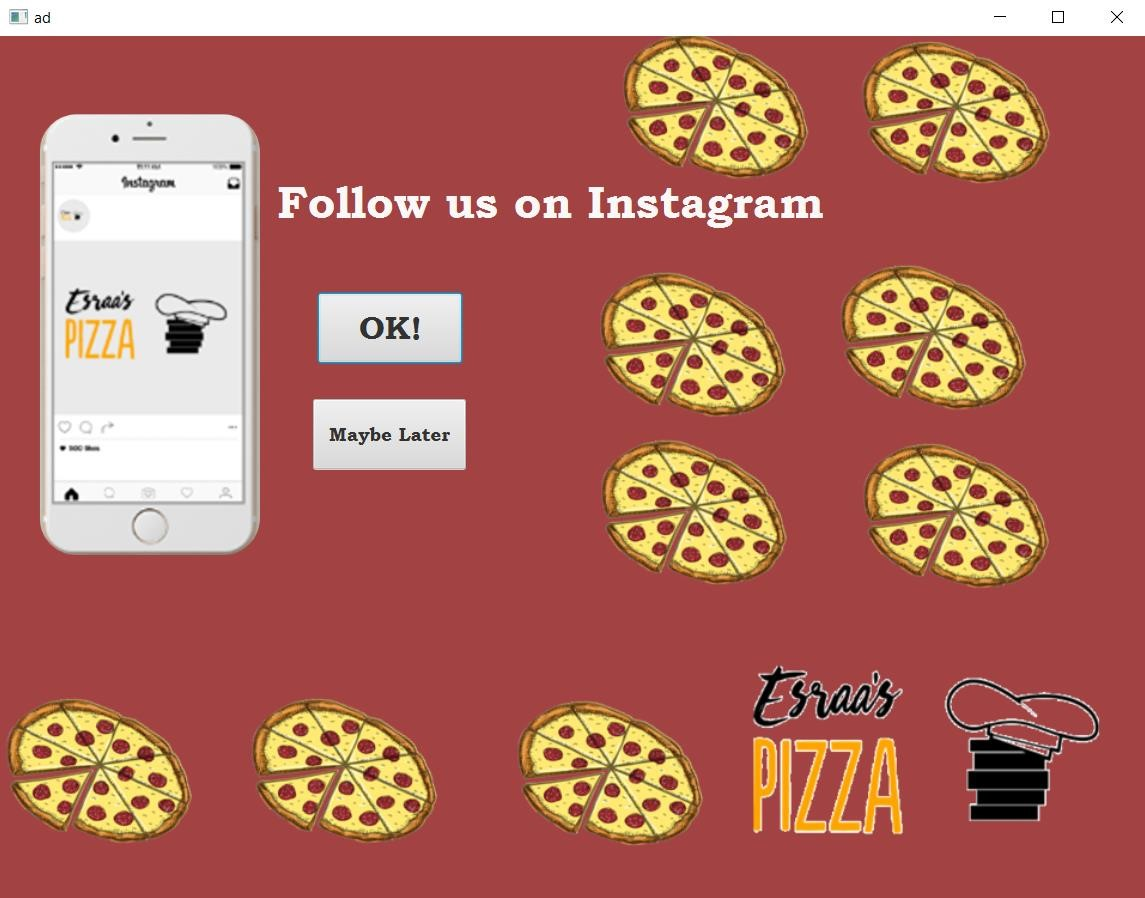 ad
Instagram
Follow us on Instagram
Esraa's
PIZZA
OK!
Maybe Later
Esraa's
PIZZA